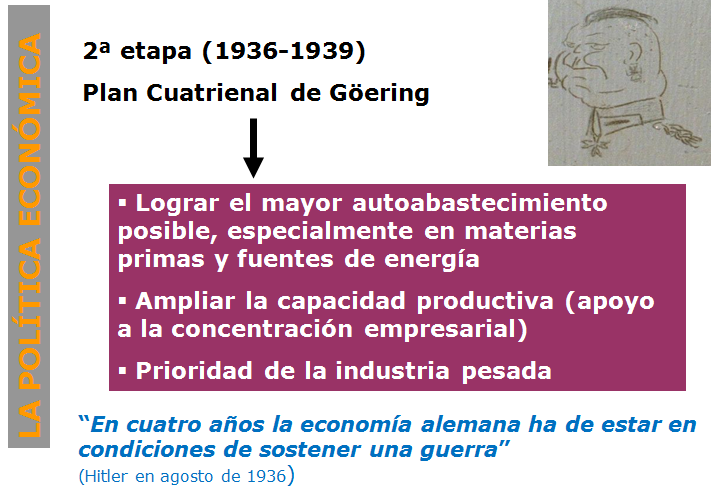 LA POLÍTICA ECONÓMICA
2ª etapa (1936-1939)
Plan Cuatrienal de Göering
▪ Lograr el mayor autoabastecimiento
posible, especialmente en materias
primas y fuentes de energía
▪ Ampliar la capacidad productiva (apoyo
a la concentración empresarial)
▪ Prioridad de la industria pesada
“En cuatro años la economía alemana ha de estar en
condiciones de sostener una guerra”
(Hitler en agosto de 1936)